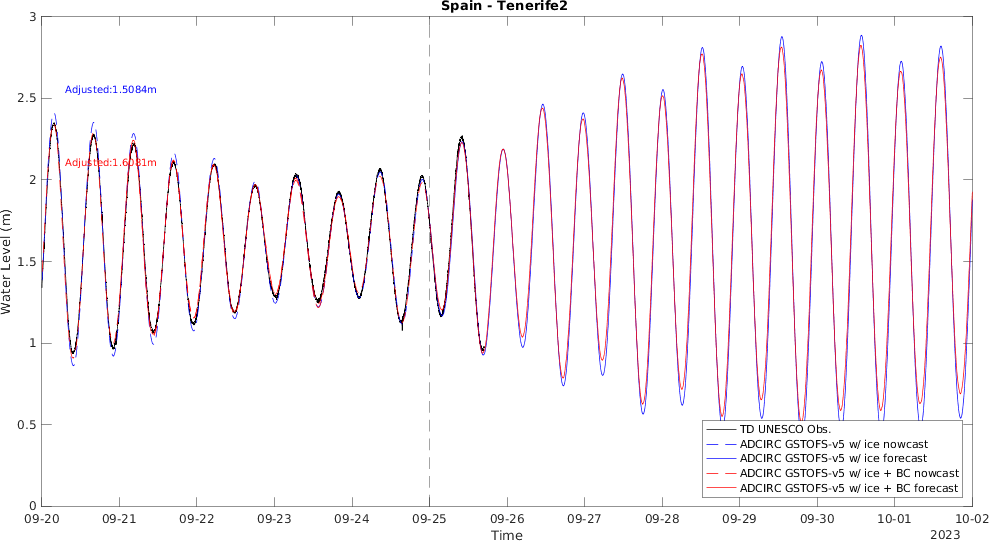 Spain - Tenerife2
3
2.5
2
1.5
1
0.5
0
Water Level (m)
Adjusted:1.5084m
Adjusted:1.6081m
TD UNESCO Obs.
ADCIRC GSTOFS-v5 w/ ice nowcast
ADCIRC GSTOFS-v5 w/ ice forecast
ADCIRC GSTOFS-v5 w/ ice + BC nowcast
ADCIRC GSTOFS-v5 w/ ice + BC forecast
09-20 09-21 09-22 09-23 09-24 09-25 09-26 09-27 09-28 09-29 09-30 10-01 10-02
Time
2023